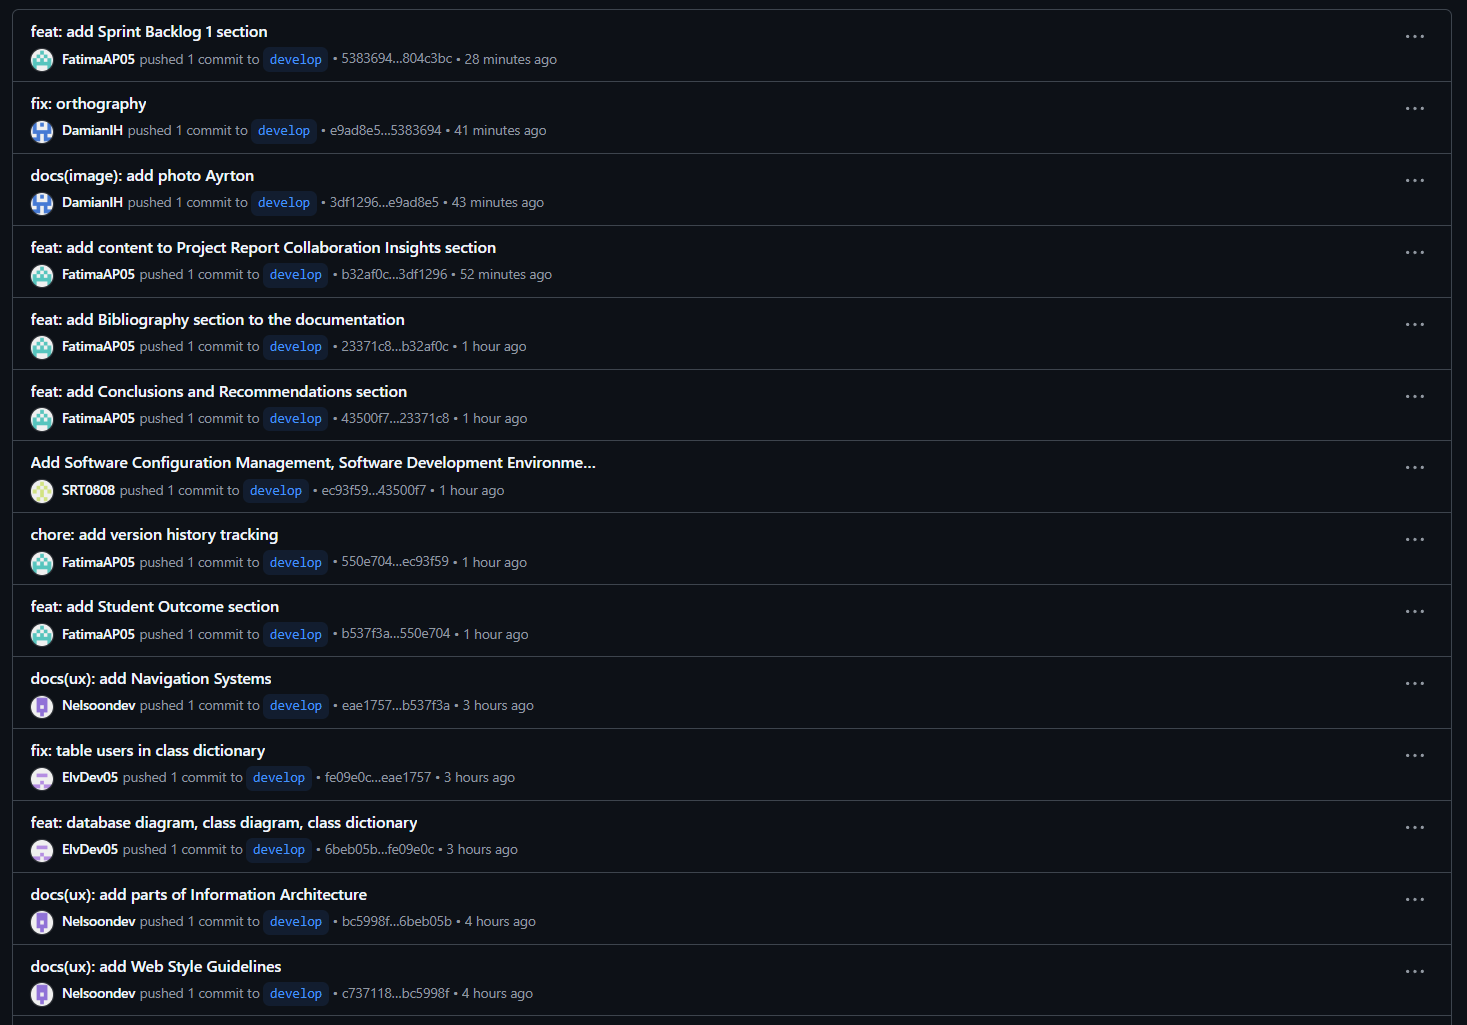 feat: add Sprint Backlog 1 section
FatimaAP05 pushed 1 commit to develop • 5383694...804c3bc • 28 minutes ago
fix: orthography
DamianIH pushed 1 commit to develop • e9ad8e5...5383694 • 41 minutes ago
docs(image): add photo Ayrton
DamianIH pushed 1 commit to develop • 3df1296...e9ad8e5 • 43 minutes ago
feat: add content to Project Report Collaboration Insights section
FatimaAP05 pushed 1 commit to develop • b32af0c...3df1296 • 52 minutes ago
feat: add Bibliography section to the documentation
FatimaAP05 pushed 1 commit to develop • 23371c8...b32af0c • 1 hour ago
feat: add Conclusions and Recommendations section
FatimaAP05 pushed 1 commit to develop • 43500f7...23371c8 • 1 hour ago
Add Software Configuration Management, Software Development Environme...
SRT0808 pushed 1 commit to develop • ec93f59...43500f7 • 1 hour ago
chore: add version history tracking
FatimaAP05 pushed 1 commit to develop • 550e704...ec93f59 • 1 hour ago
feat: add Student Outcome section
FatimaAP05 pushed 1 commit to develop • b537f3a...550e704 • 1 hour ago
docs(ux): add Navigation Systems
Nelsoondev pushed 1 commit to develop • eae1757...b537f3a • 3 hours ago
fix: table users in class dictionary
ElvDev05 pushed 1 commit to develop • fe09e0c...eae1757 • 3 hours ago
feat: database diagram, class diagram, class dictionary
ElvDev05 pushed 1 commit to develop • 6beb05b...fe09e0c • 3 hours ago
docs(ux): add parts of Information Architecture
Nelsoondev pushed 1 commit to develop • bc5998f...6beb05b • 4 hours ago
docs(ux): add Web Style Guidelines
Nelsoondev pushed 1 commit to develop • c737118...bc5998f • 4 hours ago